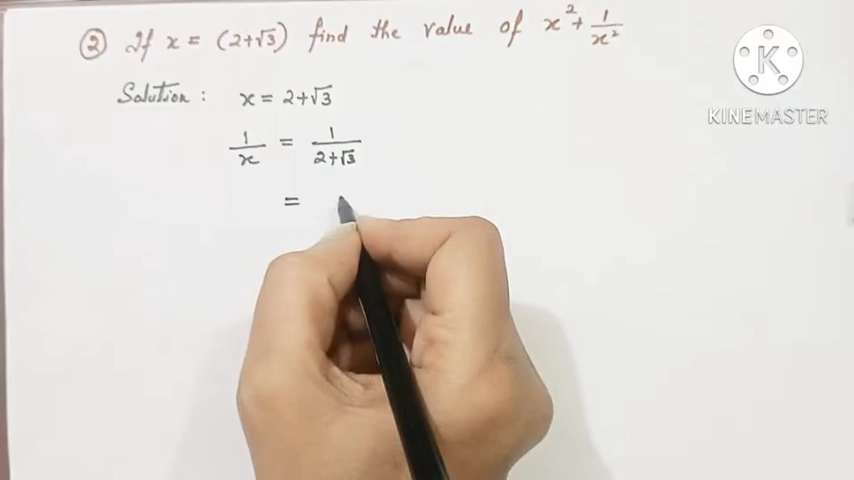 ② If x = (2+√3) find the value of x² + 1/x²
Solution : x = 2+√3
1/x = 1/(2+√3)
=
K
KINEMASTER